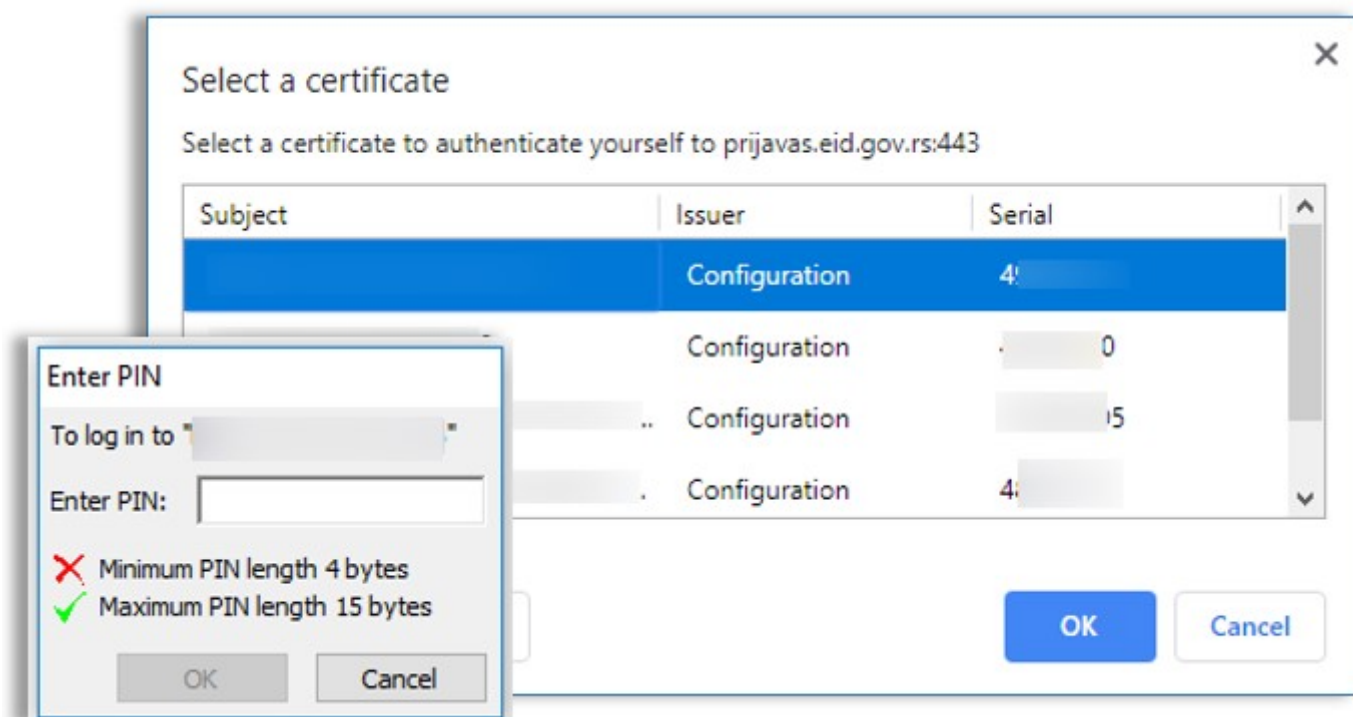 Select a certificate
Select a certificate to authenticate yourself to prijavas.eid.gov.rs:443
Subject Issuer Serial
Configuration
Configuration
Configuration
Configuration
OK Cancel
Enter PIN
To log in to " "
Enter PIN:
Minimum PIN length 4 bytes
Maximum PIN length 15 bytes
OK Cancel